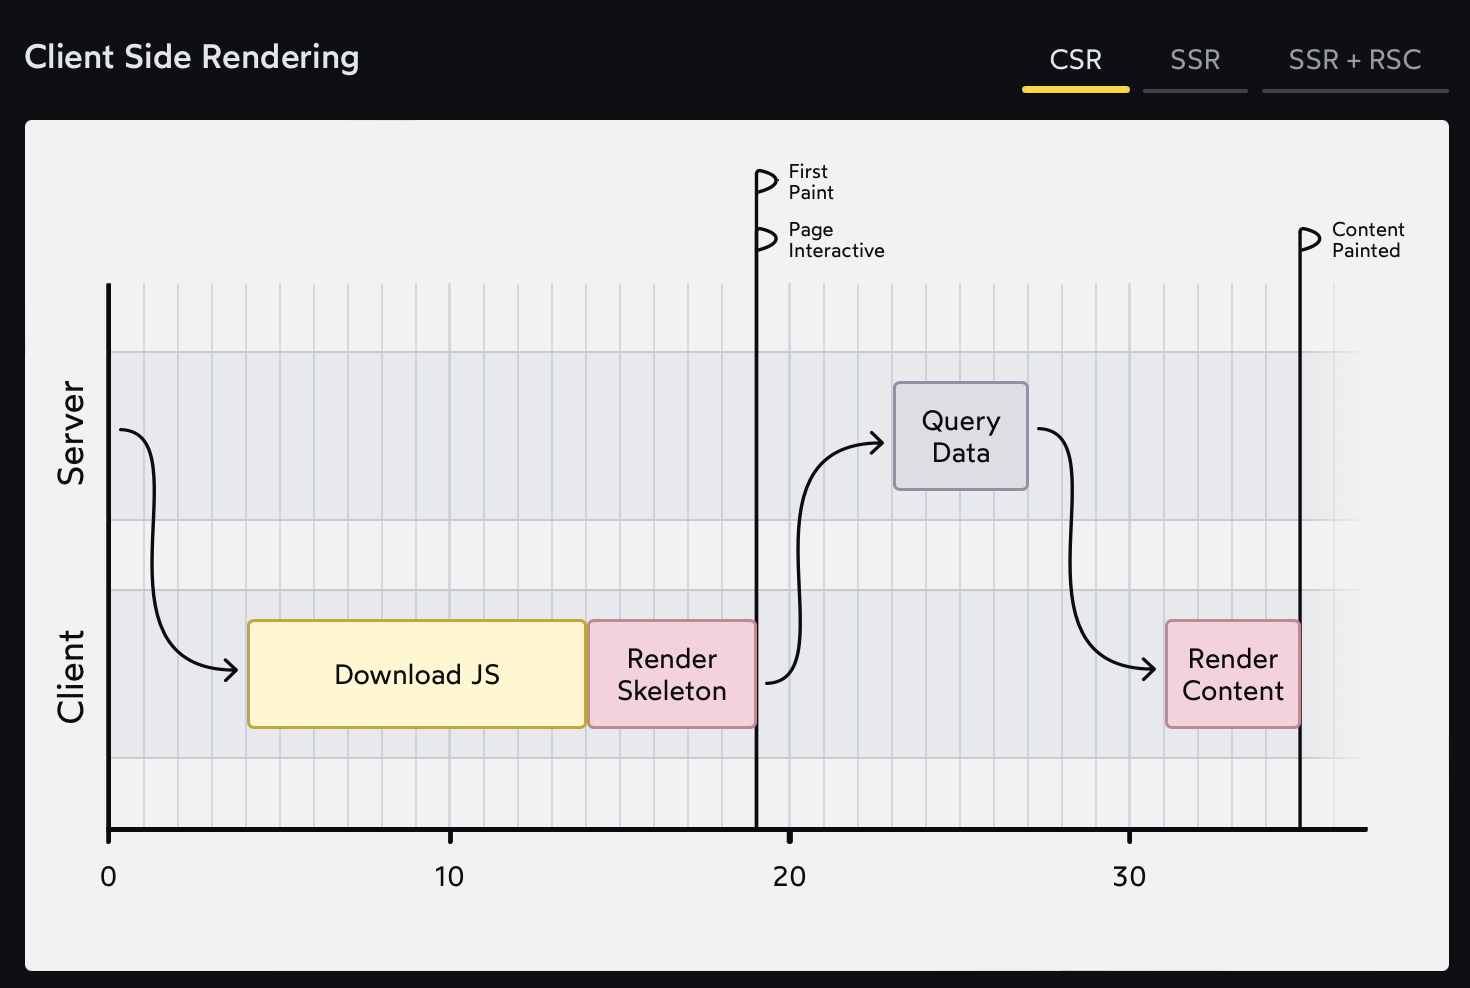 Client Side Rendering
CSR
SSR
SSR + RSC
First
Paint
Page
Interactive
Content
Painted
Server
Query
Data
Client
Download JS
Render
Skeleton
Render
Content
0
10
20
30